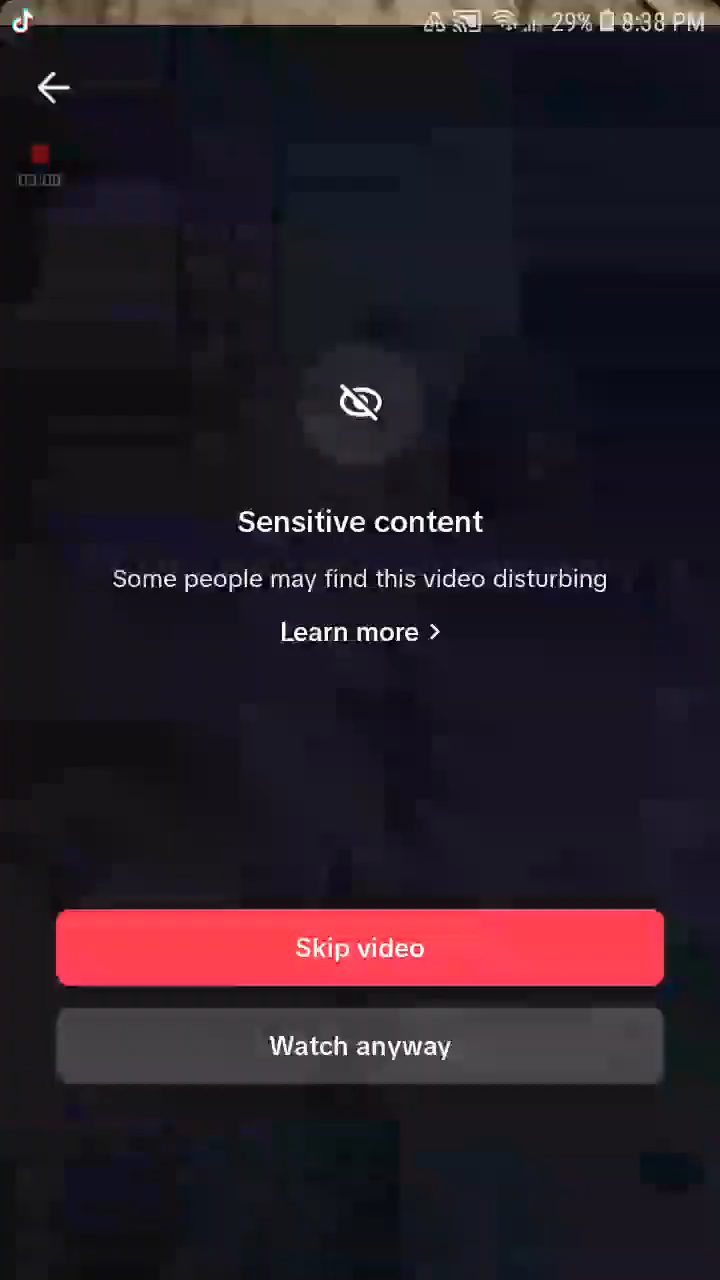 29% 8:38 PM
Sensitive content
Some people may find this video disturbing
Learn more >
Skip video
Watch anyway